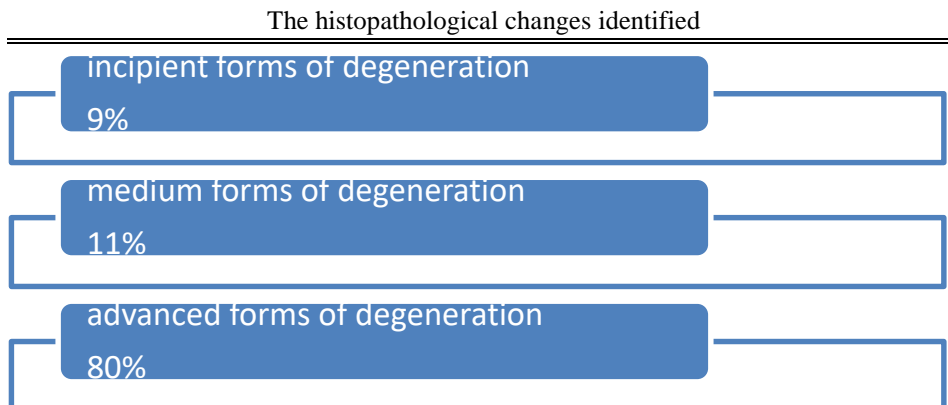 The histopathological changes identified
incipient forms of degeneration
9%
medium forms of degeneration
11%
advanced forms of degeneration
80%